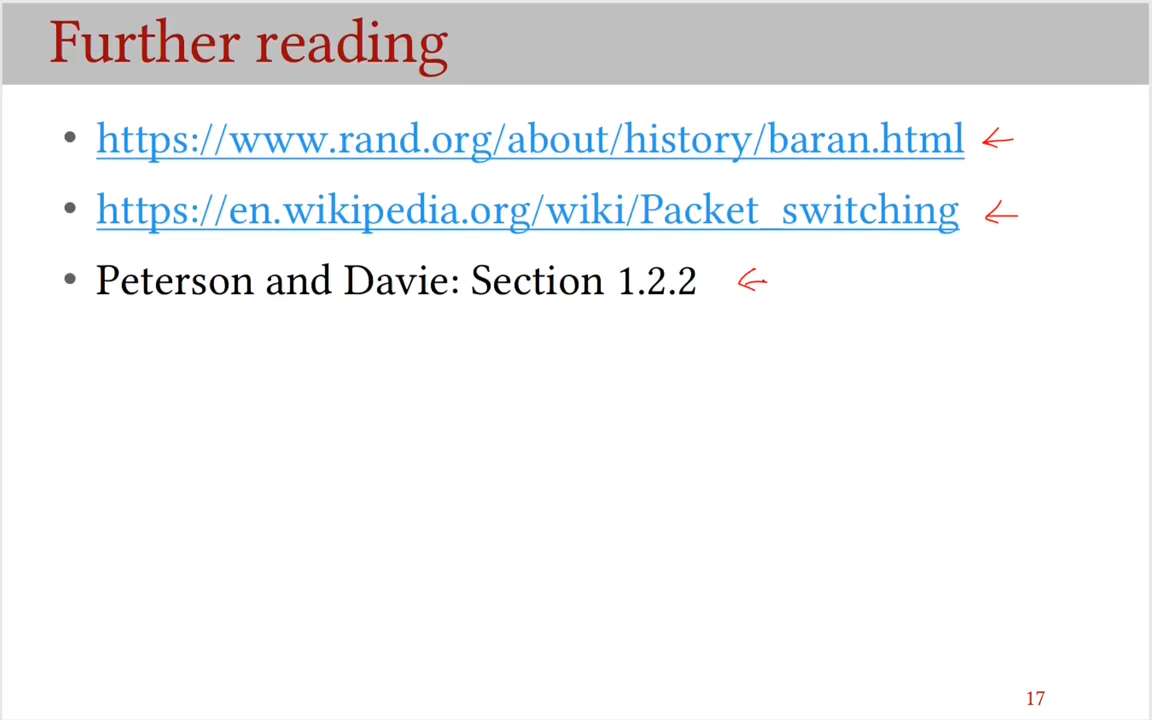 Further reading
• https://www.rand.org/about/history/baran.html
• https://en.wikipedia.org/wiki/Packet_switching
• Peterson and Davie: Section 1.2.2
17